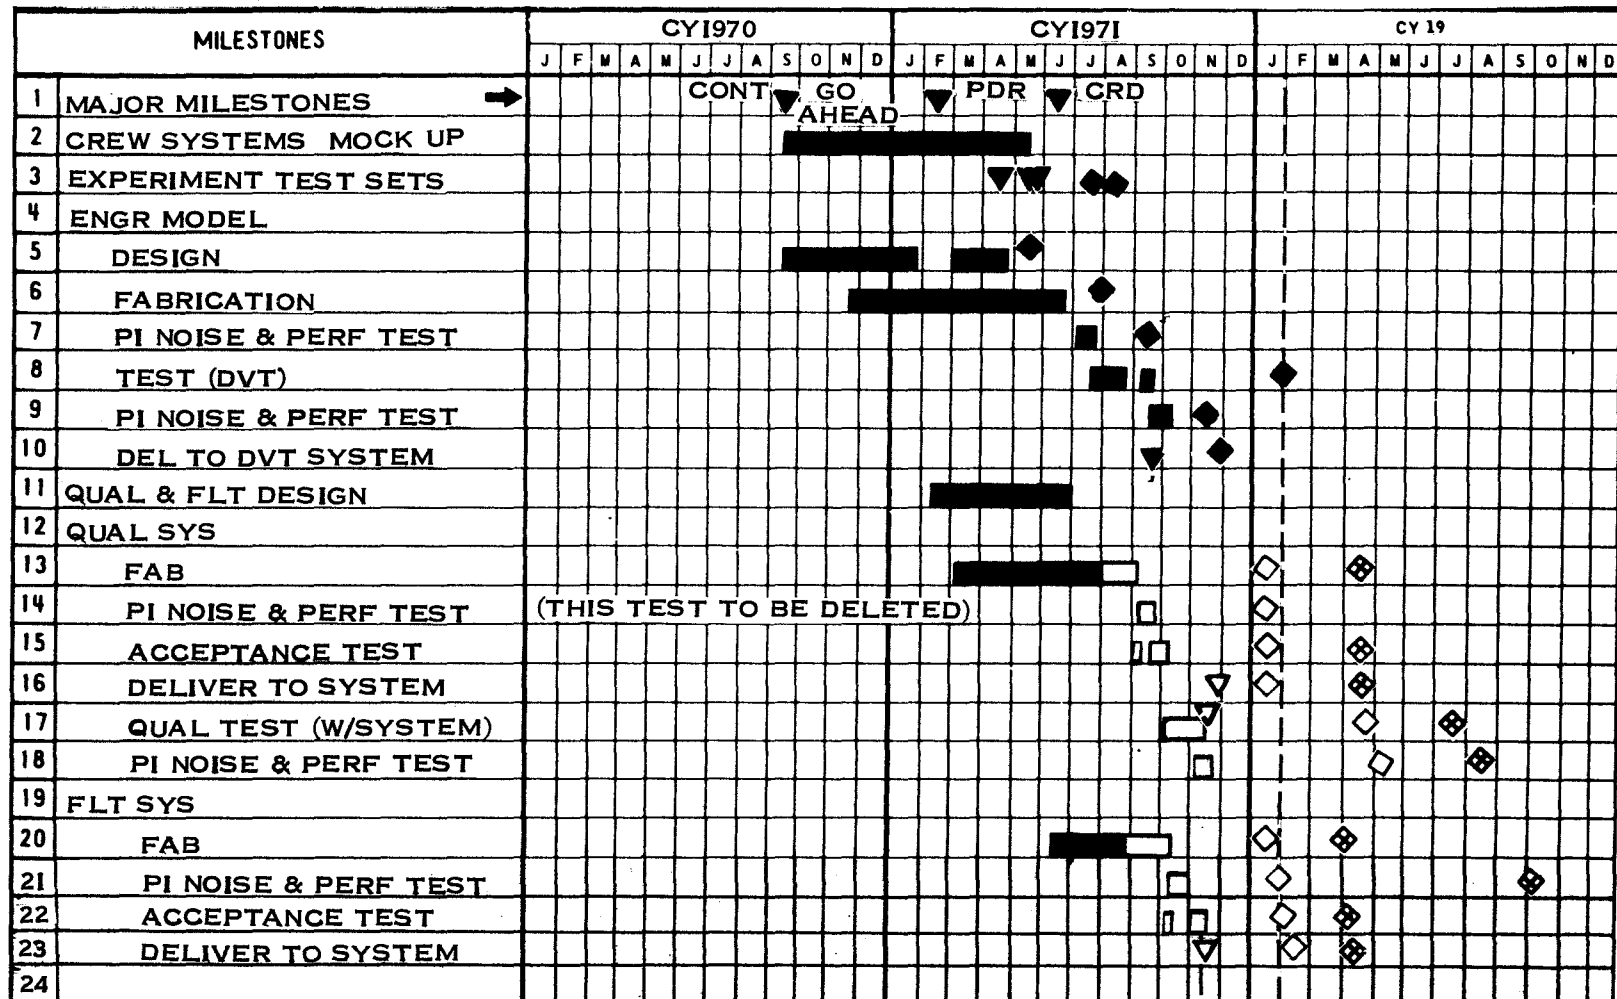 MILESTONES
CY1970
CY1971
CY 19
J F M A M J J A S O N D J F M A M J J A S O N D J F M A M J J A S O N D
1 MAJOR MILESTONES CONT GO AHEAD PDR CRD
2 CREW SYSTEMS MOCK UP
3 EXPERIMENT TEST SETS
4 ENGR MODEL
5 DESIGN
6 FABRICATION
7 PI NOISE & PERF TEST
8 TEST (DVT)
9 PI NOISE & PERF TEST
10 DEL TO DVT SYSTEM
11 QUAL & FLT DESIGN
12 QUAL SYS
13 FAB
14 PI NOISE & PERF TEST (THIS TEST TO BE DELETED)
15 ACCEPTANCE TEST
16 DELIVER TO SYSTEM
17 QUAL TEST (W/SYSTEM)
18 PI NOISE & PERF TEST
19 FLT SYS
20 FAB
21 PI NOISE & PERF TEST
22 ACCEPTANCE TEST
23 DELIVER TO SYSTEM
24